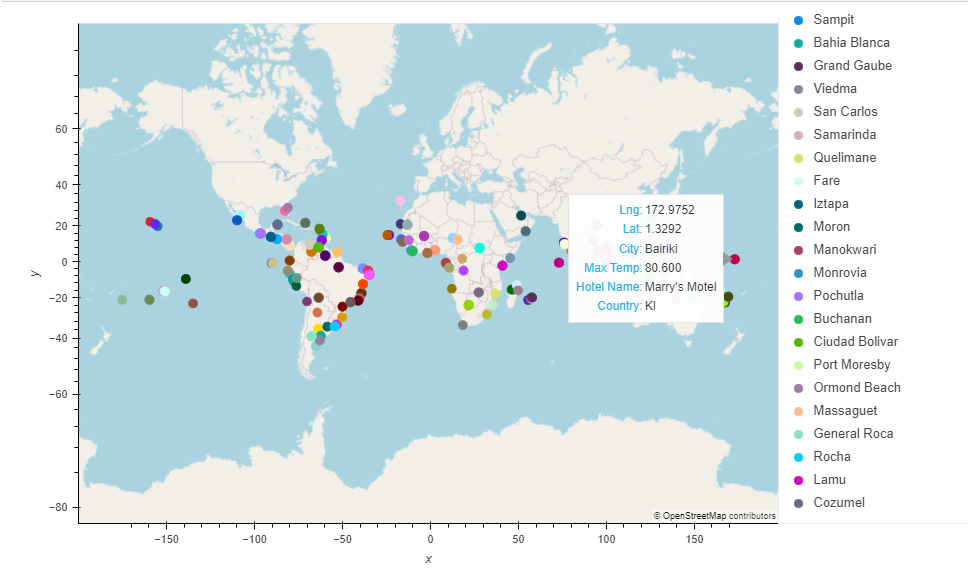 60
40
20
0
−20
−40
−60
−80
y
−150
−100
−50
0
50
100
150
x
Lng: 172.9752
Lat: 1.3292
City: Bairiki
Max Temp: 80.600
Hotel Name: Marry's Motel
Country: KI
© OpenStreetMap contributors
Sampit
Bahia Blanca
Grand Gaube
Viedma
San Carlos
Samarinda
Quelimane
Fare
Iztapa
Moron
Manokwari
Monrovia
Pochutla
Buchanan
Ciudad Bolivar
Port Moresby
Ormond Beach
Massaguet
General Roca
Rocha
Lamu
Cozumel